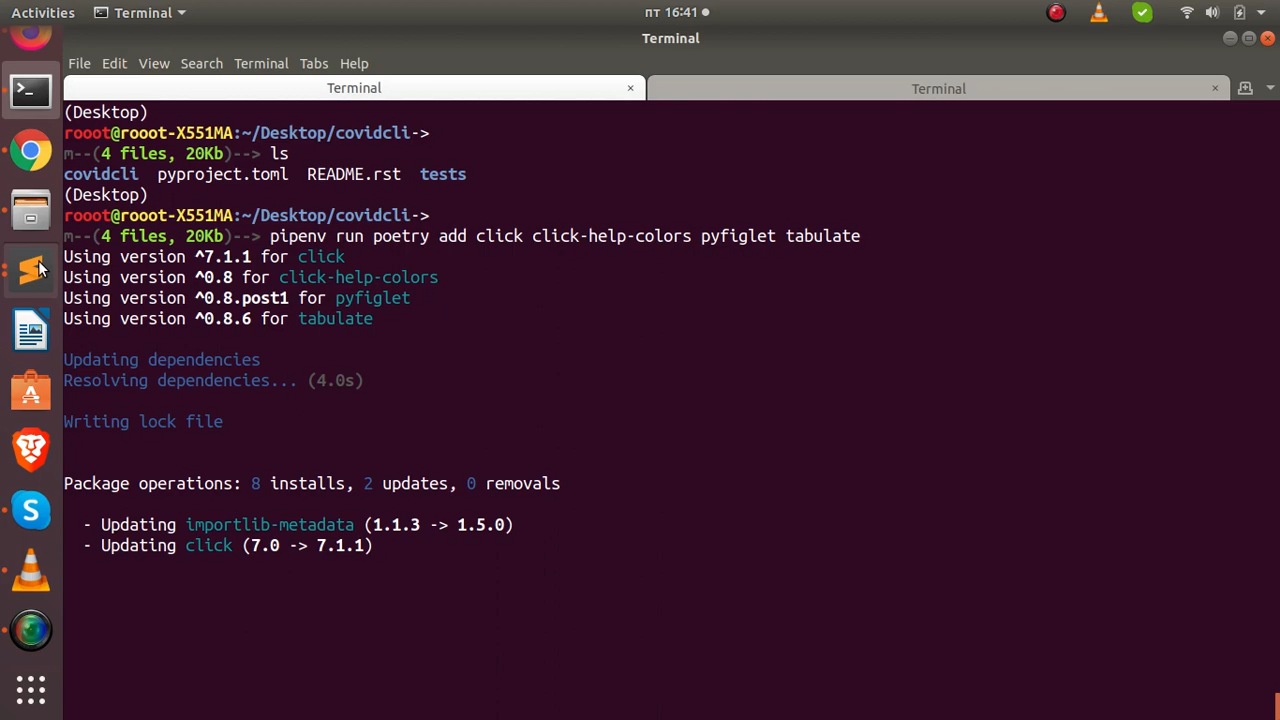 Activities Terminal пт 16:41
Terminal
File Edit View Search Terminal Tabs Help
Terminal × Terminal ×
(Desktop)
rooot@rooot-X551MA:~/Desktop/covidcli->
m--(4 files, 20Kb)--> ls
covidcli pyproject.toml README.rst tests
(Desktop)
rooot@rooot-X551MA:~/Desktop/covidcli->
m--(4 files, 20Kb)--> pipenv run poetry add click click-help-colors pyfiglet tabulate
Using version ^7.1.1 for click
Using version ^0.8 for click-help-colors
Using version ^0.8.post1 for pyfiglet
Using version ^0.8.6 for tabulate
Updating dependencies
Resolving dependencies... (4.0s)
Writing lock file
Package operations: 8 installs, 2 updates, 0 removals
- Updating importlib-metadata (1.1.3 -> 1.5.0)
- Updating click (7.0 -> 7.1.1)